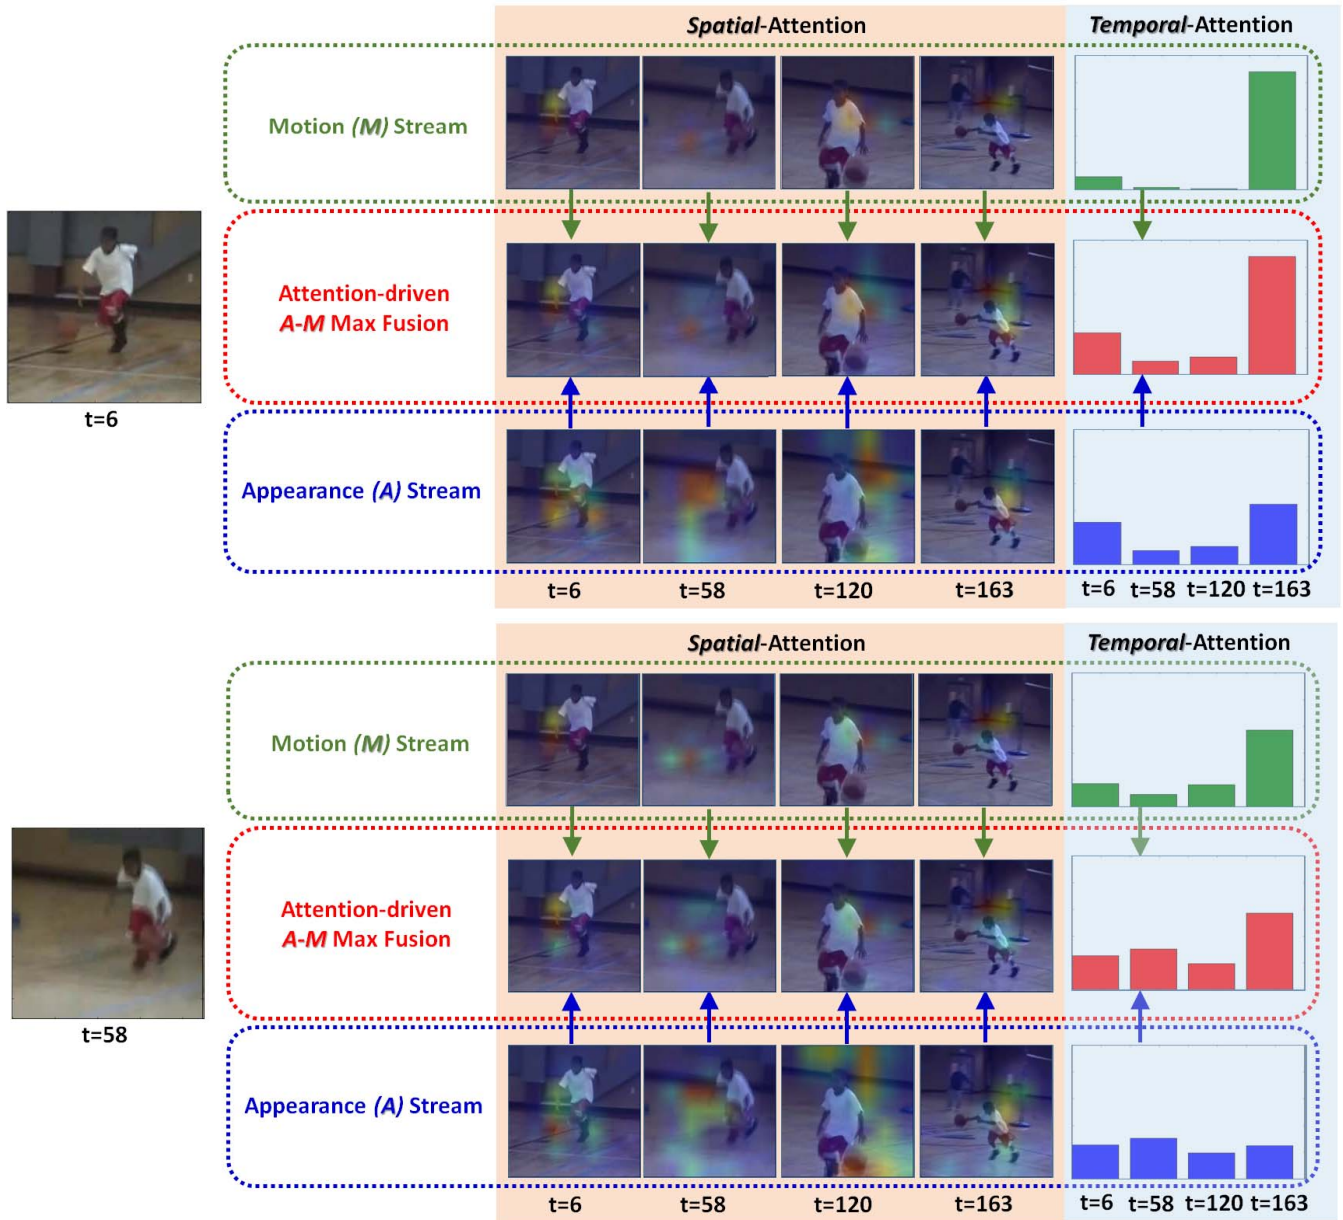 Spatial-Attention
Temporal-Attention
Motion (M) Stream
Attention-driven
A-M Max Fusion
t=6
Appearance (A) Stream
t=6 t=58 t=120 t=163
t=6 t=58 t=120 t=163
Spatial-Attention
Temporal-Attention
Motion (M) Stream
Attention-driven
A-M Max Fusion
t=58
Appearance (A) Stream
t=6 t=58 t=120 t=163
t=6 t=58 t=120 t=163